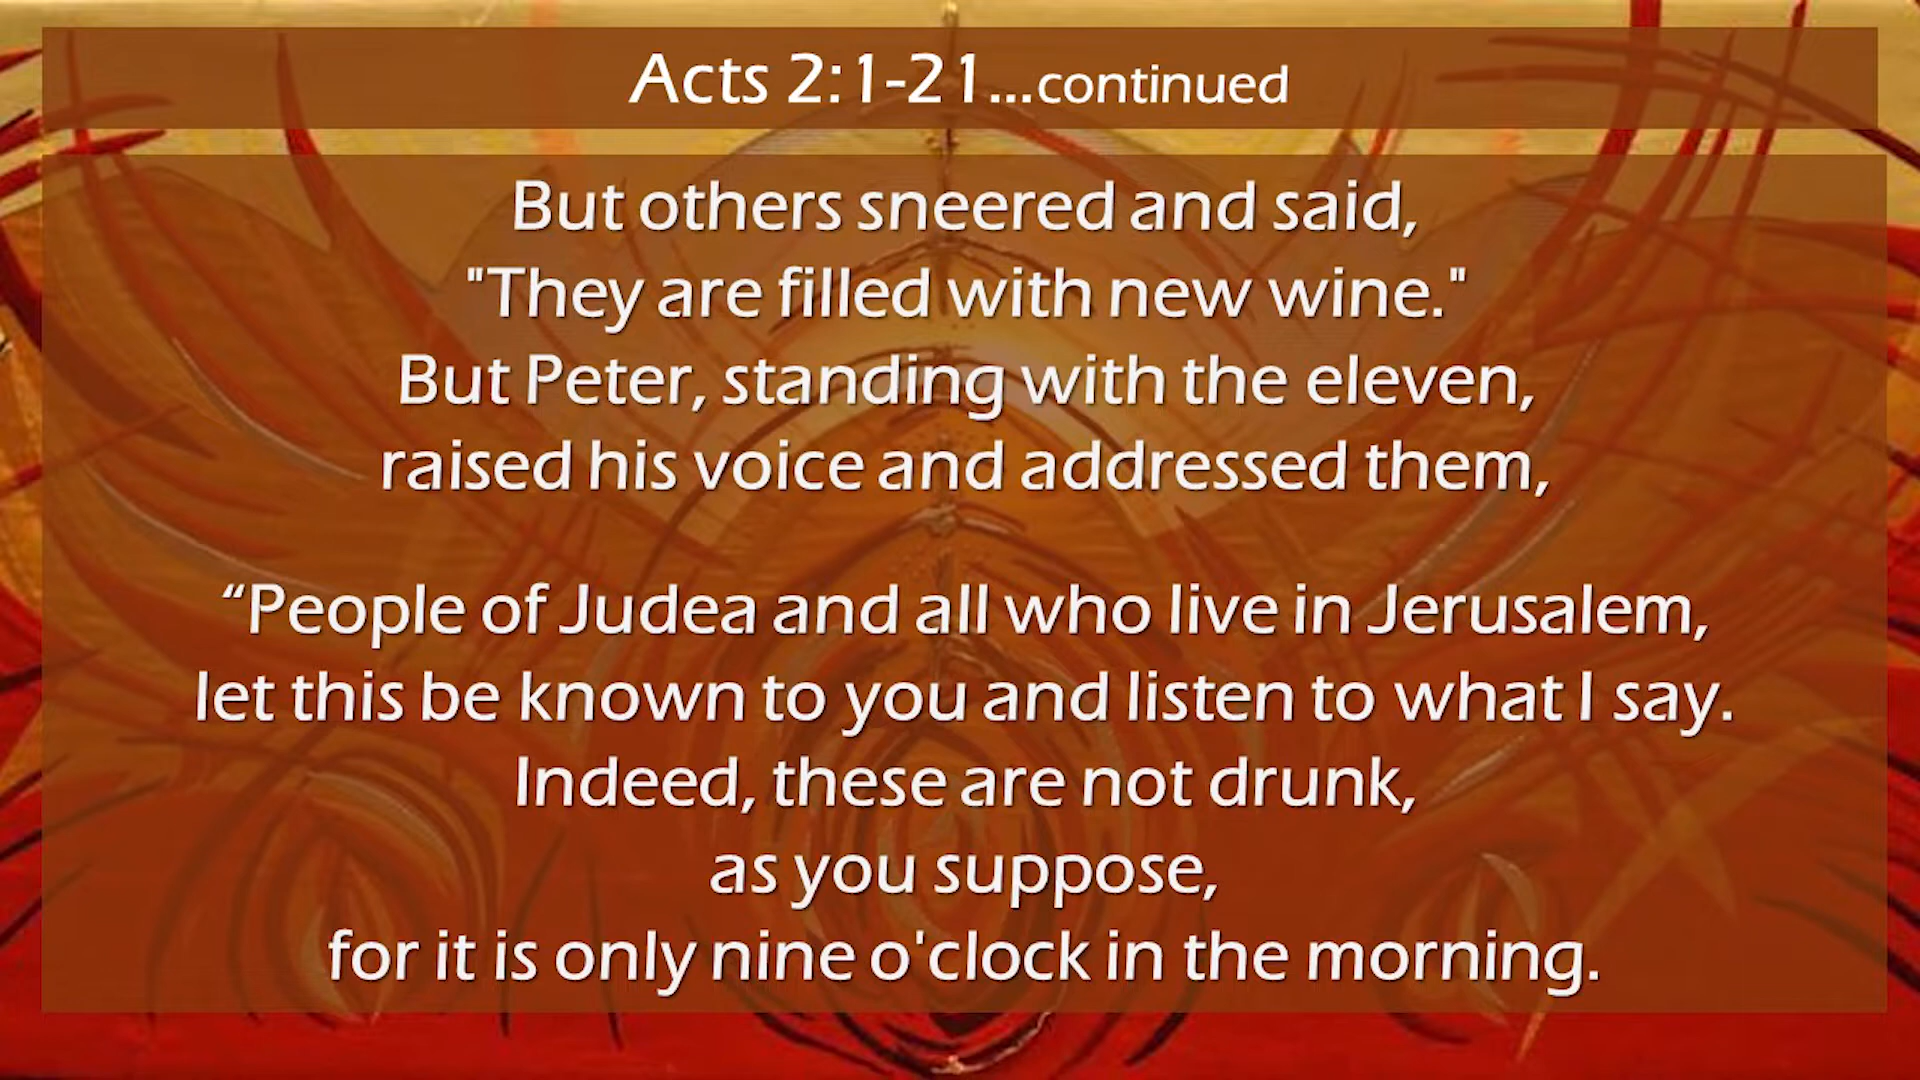 Acts 2:1-21...continued
But others sneered and said,
"They are filled with new wine."
But Peter, standing with the eleven,
raised his voice and addressed them,
“People of Judea and all who live in Jerusalem,
let this be known to you and listen to what I say.
Indeed, these are not drunk,
as you suppose,
for it is only nine o'clock in the morning.